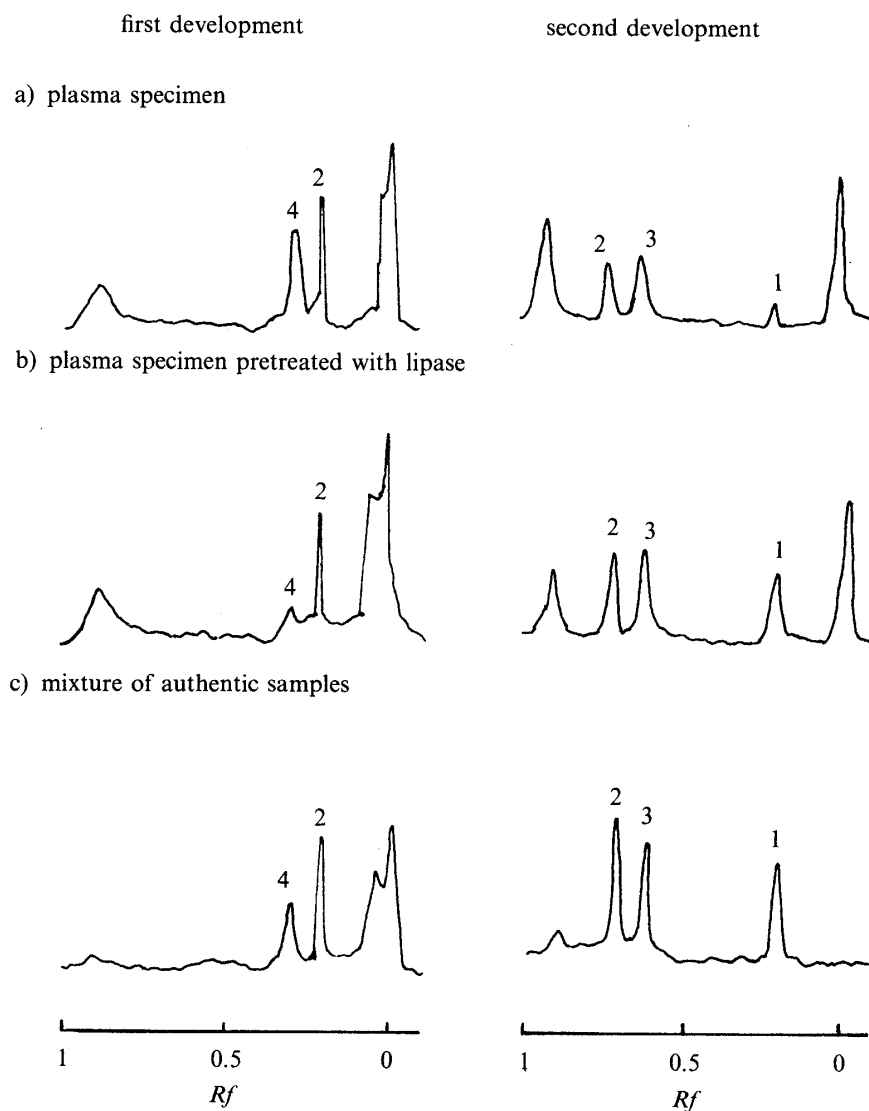 first development second development
a) plasma specimen
4 2 2 3 1
b) plasma specimen pretreated with lipase
4 2 2 3 1
c) mixture of authentic samples
4 2 2 3 1
1 0.5 0 1 0.5 0
Rf Rf